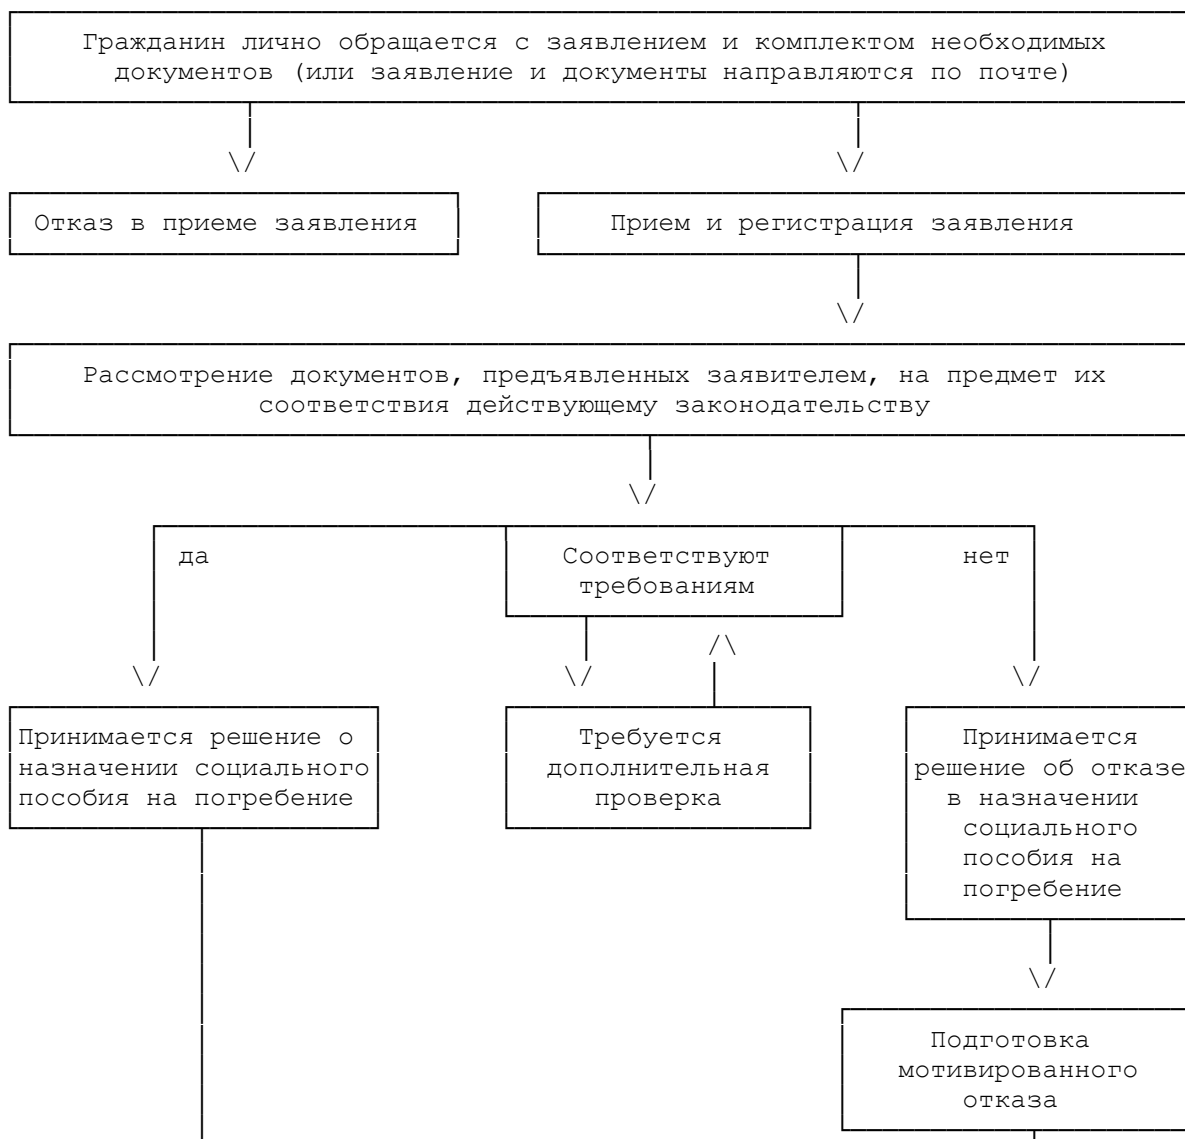 Гражданин лично обращается с заявлением и комплектом необходимых
документов (или заявление и документы направляются по почте)
Отказ в приеме заявления
Прием и регистрация заявления
Рассмотрение документов, предъявленных заявителем, на предмет их
соответствия действующему законодательству
да
Соответствуют
требованиям
нет
Принимается решение о
назначении социального
пособия на погребение
Требуется
дополнительная
проверка
Принимается
решение об отказе
в назначении
социального
пособия на
погребение
Подготовка
мотивированного
отказа